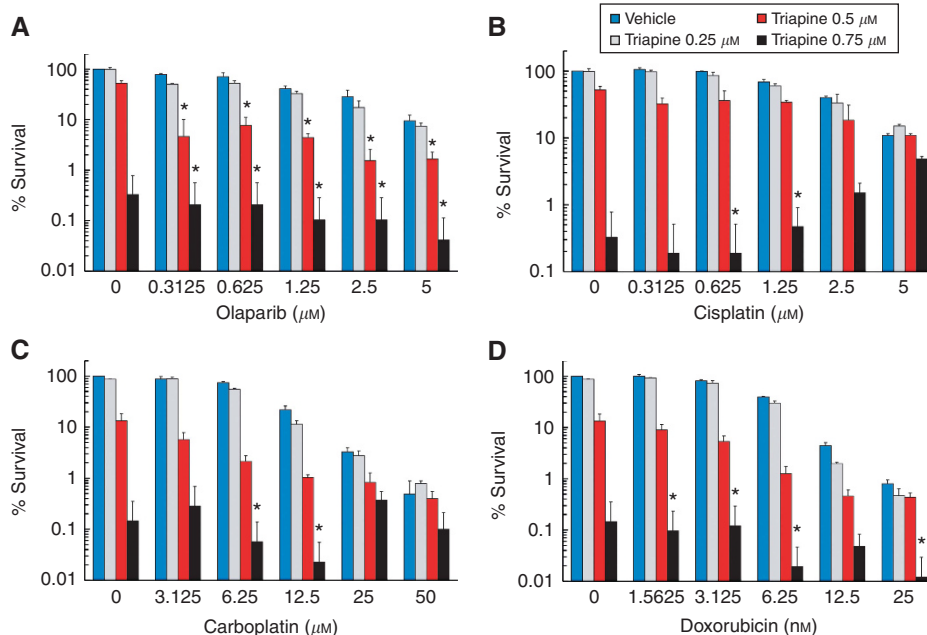 Vehicle Triapine 0.5 μM
Triapine 0.25 μM Triapine 0.75 μM
A
% Survival
100
10
1
0.1
0.01
* * * * *
* * * * *
0 0.3125 0.625 1.25 2.5 5
Olaparib (μM)
B
% Survival
100
10
1
0.1
* *
0 0.3125 0.625 1.25 2.5 5
Cisplatin (μM)
C
% Survival
100
10
1
0.1
0.01
* *
0 3.125 6.25 12.5 25 50
Carboplatin (μM)
D
% Survival
100
10
1
0.1
0.01
* * * *
0 1.5625 3.125 6.25 12.5 25
Doxorubicin (nM)